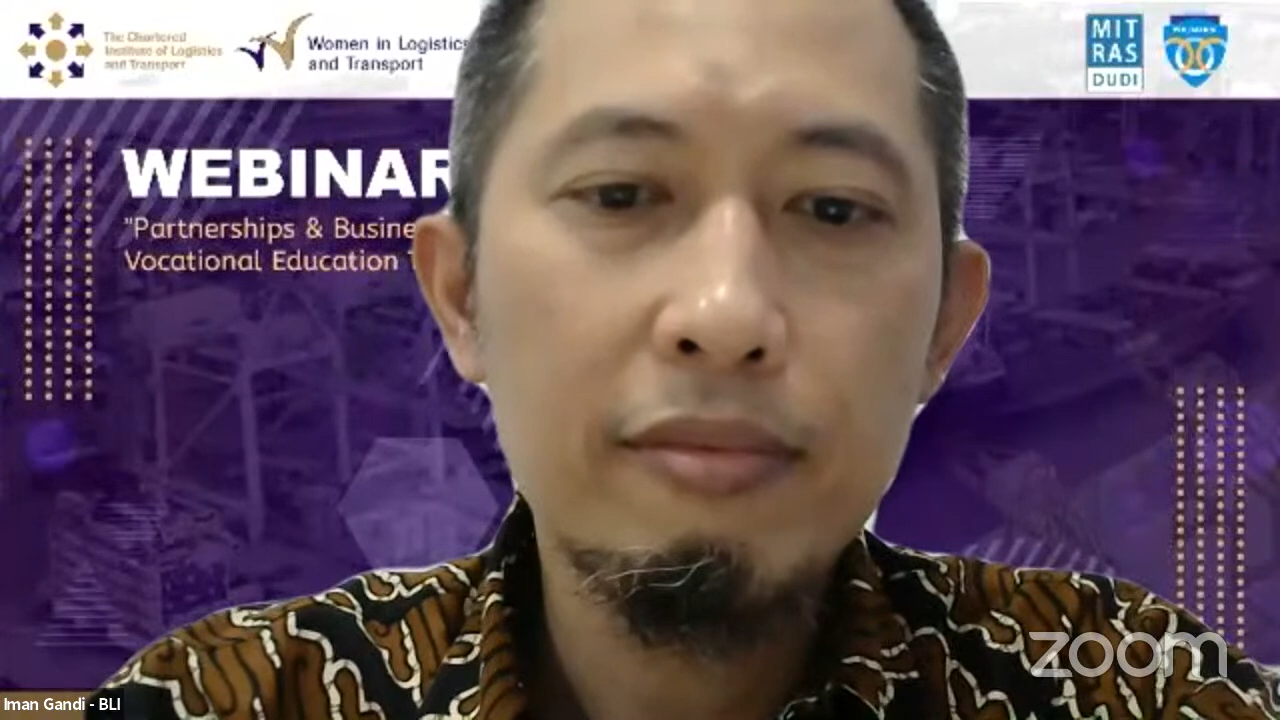 The Chartered
Institute of Logistics
and Transport
Women in Logistics
and Transport
MIT
RAS
DUDI
WEBINAR
"Partnerships & Busine
Vocational Education T
zoom
Iman Gandi - BLI